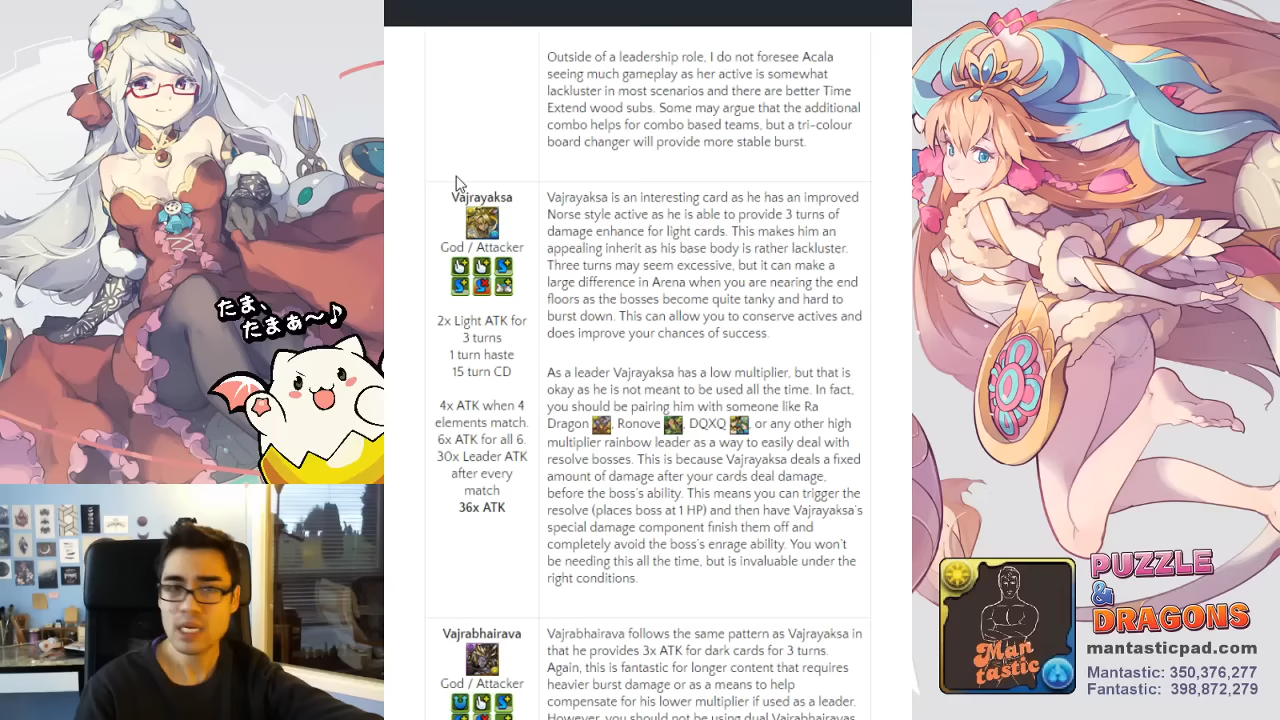 Outside of a leadership role, I do not foresee Acala
seeing much gameplay as her active is somewhat
lackluster in most scenarios and there are better Time
Extend wood subs. Some may argue that the additional
combo helps for combo based teams, but a tri-colour
board changer will provide more stable burst.
Vajrayaksa
God / Attacker
2x Light ATK for
3 turns
1 turn haste
15 turn CD
4x ATK when 4
elements match.
6x ATK for all 6.
30x Leader ATK
after every
match
36x ATK
Vajrayaksa is an interesting card as he has an improved
Norse style active as he is able to provide 3 turns of
damage enhance for light cards. This makes him an
appealing inherit as his base body is rather lackluster.
Three turns may seem excessive, but it can make a
large difference in Arena when you are nearing the end
floors as the bosses become quite tanky and hard to
burst down. This can allow you to conserve actives and
does improve your chances of success.
As a leader Vajrayaksa has a low multiplier, but that is
okay as he is not meant to be used all the time. In fact,
you should be pairing him with someone like Ra
Dragon , Ronove , DQXQ , or any other high
multiplier rainbow leader as a way to easily deal with
resolve bosses. This is because Vajrayaksa deals a fixed
amount of damage after your cards deal damage,
before the boss's ability. This means you can trigger the
resolve (places boss at 1 HP) and then have Vajrayaksa's
special damage component finish them off and
completely avoid the boss's enrage ability. You won't
be needing this all the time, but is invaluable under the
right conditions.
Vajrabhairava
God / Attacker
Vajrabhairava follows the same pattern as Vajrayaksa in
that he provides 3x ATK for dark cards for 3 turns.
Again, this is fantastic for longer content that requires
heavier burst damage or as a means to help
compensate for his lower multiplier if used as a leader.
However, you should not be using dual Vajrabhairavas
たま、
たまぁ～♪
Man
tastic
PUZZLE
&
DRAGONS
mantasticpad.com
Mantastic: 350,376,277
Fantastic: 398,872,279